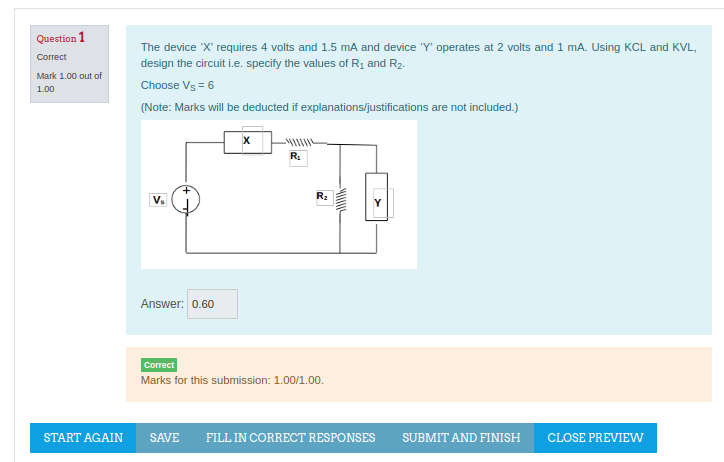 Question 1
Correct
Mark 1.00 out of
1.00
The device 'X' requires 4 volts and 1.5 mA and device 'Y' operates at 2 volts and 1 mA. Using KCL and KVL,
design the circuit i.e. specify the values of R₁ and R₂.
Choose VS = 6
(Note: Marks will be deducted if explanations/justifications are not included.)
X
R₁
Vs
+
R₂
Y
Answer: 0.60
Correct
Marks for this submission: 1.00/1.00.
START AGAIN SAVE FILL IN CORRECT RESPONSES SUBMIT AND FINISH CLOSE PREVIEW